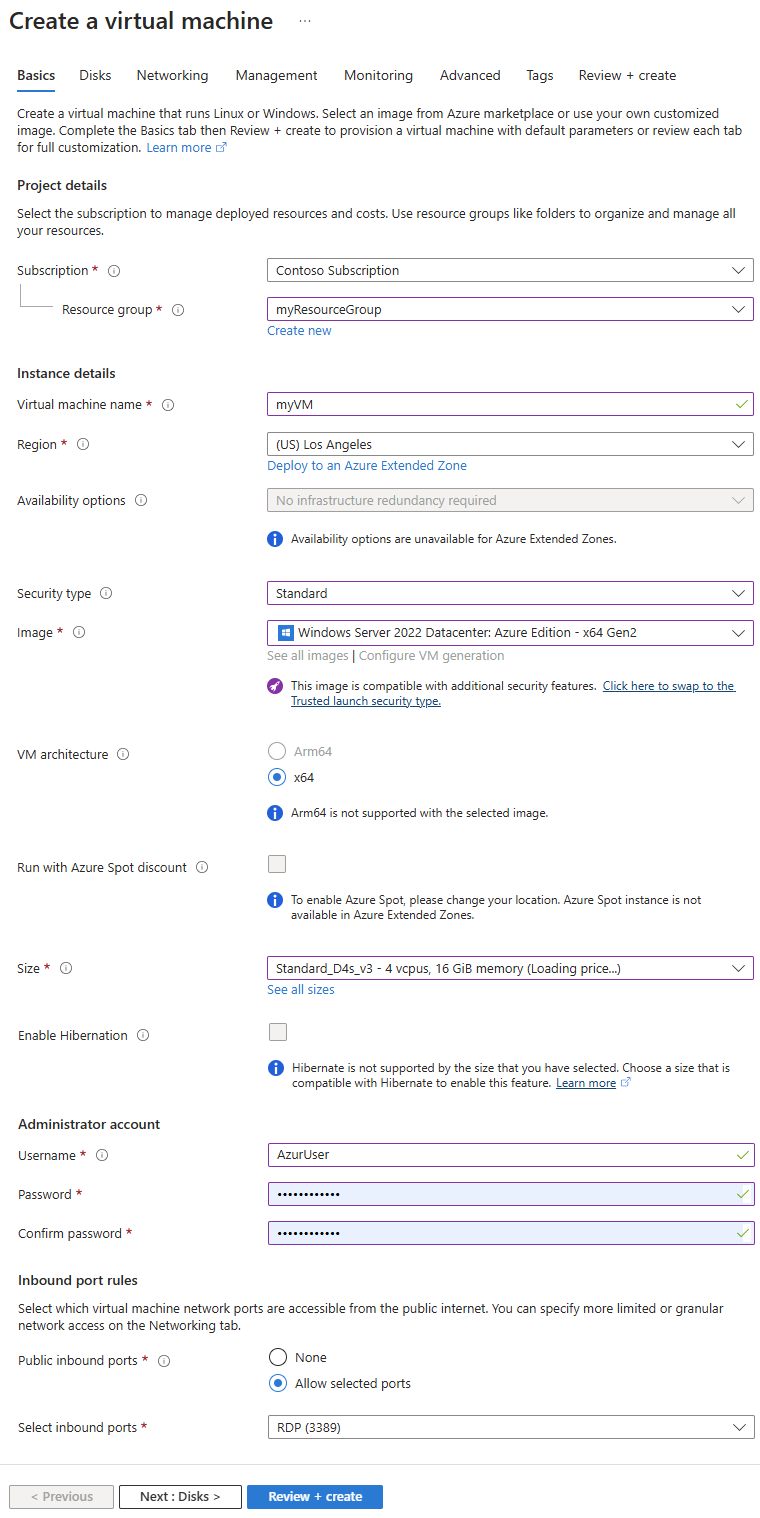 Create a virtual machine ...
Basics Disks Networking Management Monitoring Advanced Tags Review + create
Create a virtual machine that runs Linux or Windows. Select an image from Azure marketplace or use your own customized
image. Complete the Basics tab then Review + create to provision a virtual machine with default parameters or review each tab
for full customization. Learn more
Project details
Select the subscription to manage deployed resources and costs. Use resource groups like folders to organize and manage all
your resources.
Subscription * Contoso Subscription
Resource group * myResourceGroup
Create new
Instance details
Virtual machine name * myVM
Region * (US) Los Angeles
Deploy to an Azure Extended Zone
Availability options No infrastructure redundancy required
Availability options are unavailable for Azure Extended Zones.
Security type Standard
Image * Windows Server 2022 Datacenter: Azure Edition - x64 Gen2
See all images | Configure VM generation
This image is compatible with additional security features. Click here to swap to the
Trusted launch security type.
VM architecture Arm64
x64
Arm64 is not supported with the selected image.
Run with Azure Spot discount
To enable Azure Spot, please change your location. Azure Spot instance is not
available in Azure Extended Zones.
Size * Standard_D4s_v3 - 4 vcpus, 16 GiB memory (Loading price...)
See all sizes
Enable Hibernation
Hibernate is not supported by the size that you have selected. Choose a size that is
compatible with Hibernate to enable this feature. Learn more
Administrator account
Username * AzurUser
Password * ••••••••••••
Confirm password * ••••••••••••
Inbound port rules
Select which virtual machine network ports are accessible from the public internet. You can specify more limited or granular
network access on the Networking tab.
Public inbound ports * None
Allow selected ports
Select inbound ports * RDP (3389)
< Previous Next : Disks > Review + create